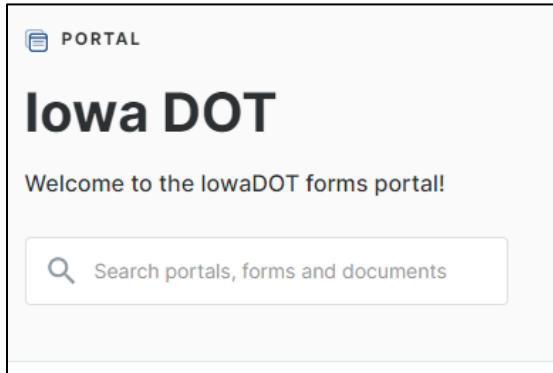 PORTAL
Iowa DOT
Welcome to the IowaDOT forms portal!
Search portals, forms and documents